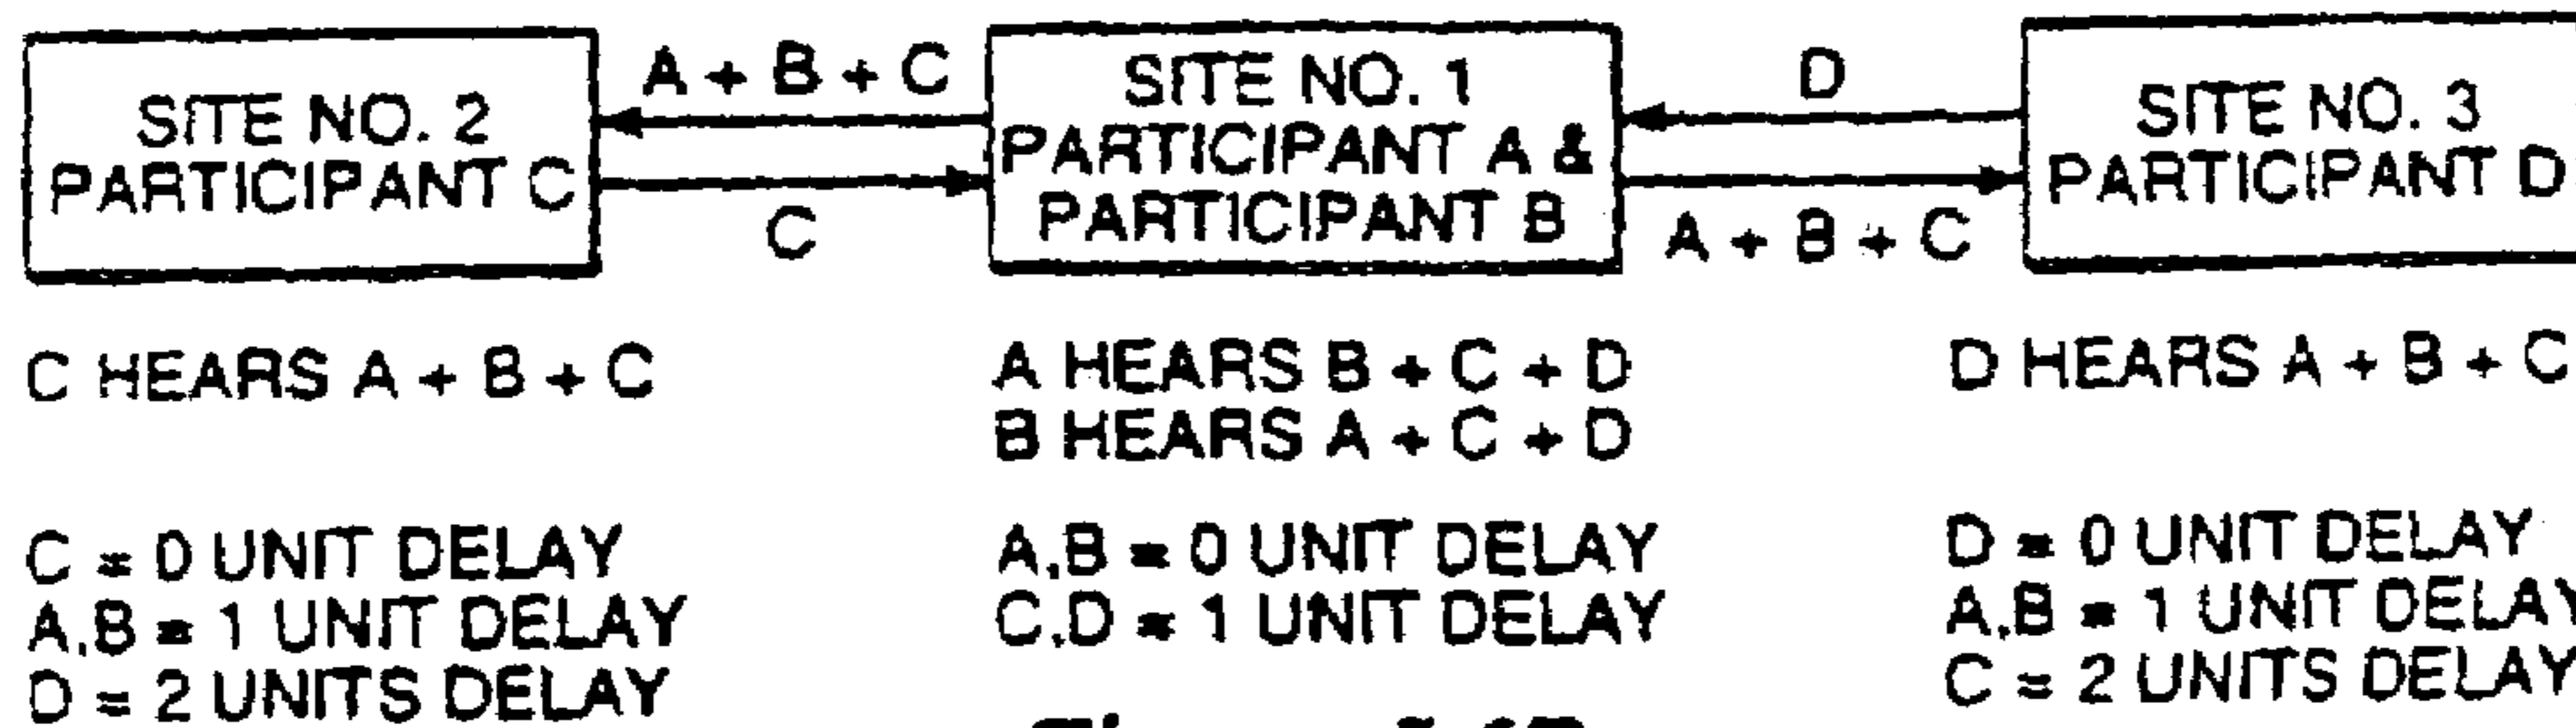 A + B + C
SITE NO. 2
PARTICIPANT C
C
SITE NO. 1
PARTICIPANT A &
PARTICIPANT B
D
A + B + C
SITE NO. 3
PARTICIPANT D
C HEARS A + B + C
A HEARS B + C + D
B HEARS A + C + D
D HEARS A + B + C
C = 0 UNIT DELAY
A,B = 1 UNIT DELAY
D = 2 UNITS DELAY
A,B = 0 UNIT DELAY
C,D = 1 UNIT DELAY
D = 0 UNIT DELAY
A,B = 1 UNIT DELAY
C = 2 UNITS DELAY